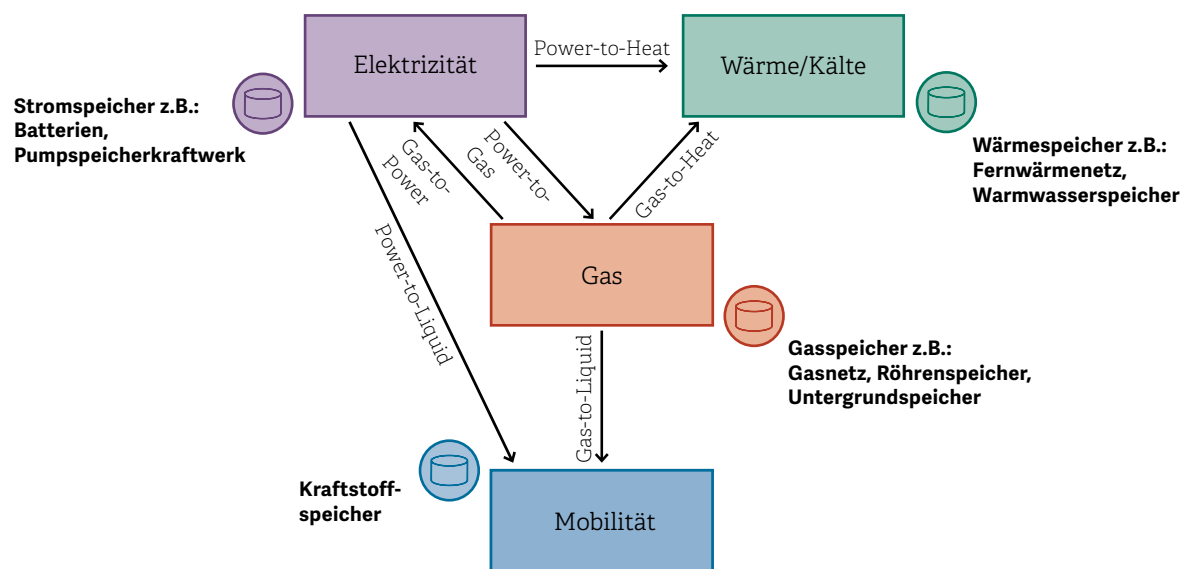 Elektrizität
Power-to-Heat
Wärme/Kälte
Stromspeicher z.B.:
Batterien,
Pumpspeicherkraftwerk
Wärmespeicher z.B.:
Fernwärmenetz,
Warmwasserspeicher
Gas-to-
Power
Power-to-
Gas
Gas-to-Heat
Power-to-Liquid
Gas
Gasspeicher z.B.:
Gasnetz, Röhrenspeicher,
Untergrundspeicher
Gas-to-Liquid
Kraftstoff-
speicher
Mobilität